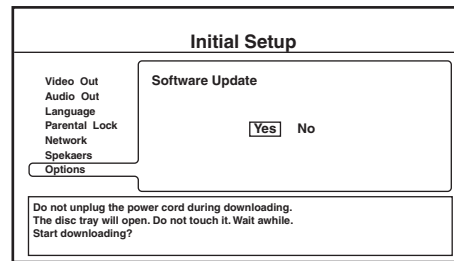 Initial Setup
Video Out
Audio Out
Language
Parental Lock
Network
Spekaers
Options
Software Update
Yes No
Do not unplug the power cord during downloading.
The disc tray will open. Do not touch it. Wait awhile.
Start downloading?